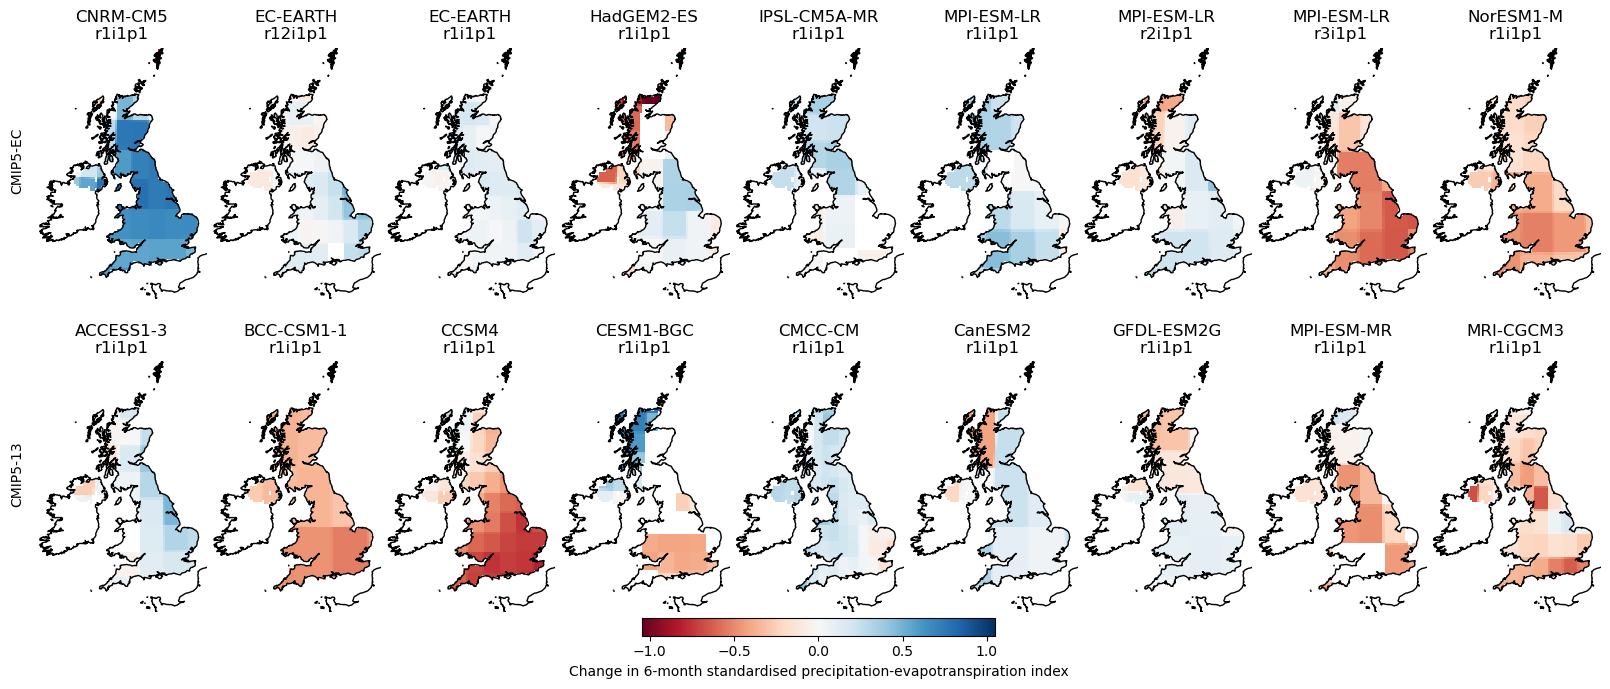 CNRM-CM5 EC-EARTH EC-EARTH HadGEM2-ES IPSL-CM5A-MR MPI-ESM-LR MPI-ESM-LR MPI-ESM-LR NorESM1-M
r1i1p1 r12i1p1 r1i1p1 r1i1p1 r1i1p1 r1i1p1 r2i1p1 r3i1p1 r1i1p1
CMIP5-EC
ACCESS1-3 BCC-CSM1-1 CCSM4 CESM1-BGC CMCC-CM CanESM2 GFDL-ESM2G MPI-ESM-MR MRI-CGCM3
r1i1p1 r1i1p1 r1i1p1 r1i1p1 r1i1p1 r1i1p1 r1i1p1 r1i1p1 r1i1p1
CMIP5-13
−1.0 −0.5 0.0 0.5 1.0
Change in 6-month standardised precipitation-evapotranspiration index